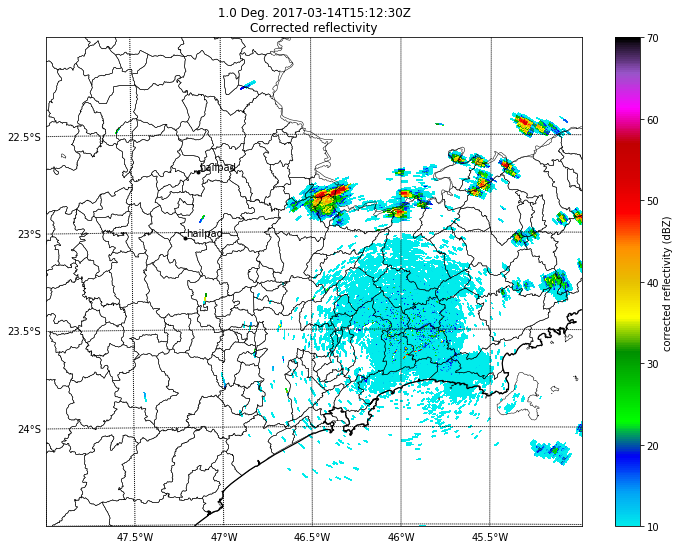 1.0 Deg. 2017-03-14T15:12:30Z
Corrected reflectivity
70
60
50
40
30
20
10
corrected reflectivity (dBZ)
22.5°S
23°S
23.5°S
24°S
hailpad
hailpad
47.5°W
47°W
46.5°W
46°W
45.5°W